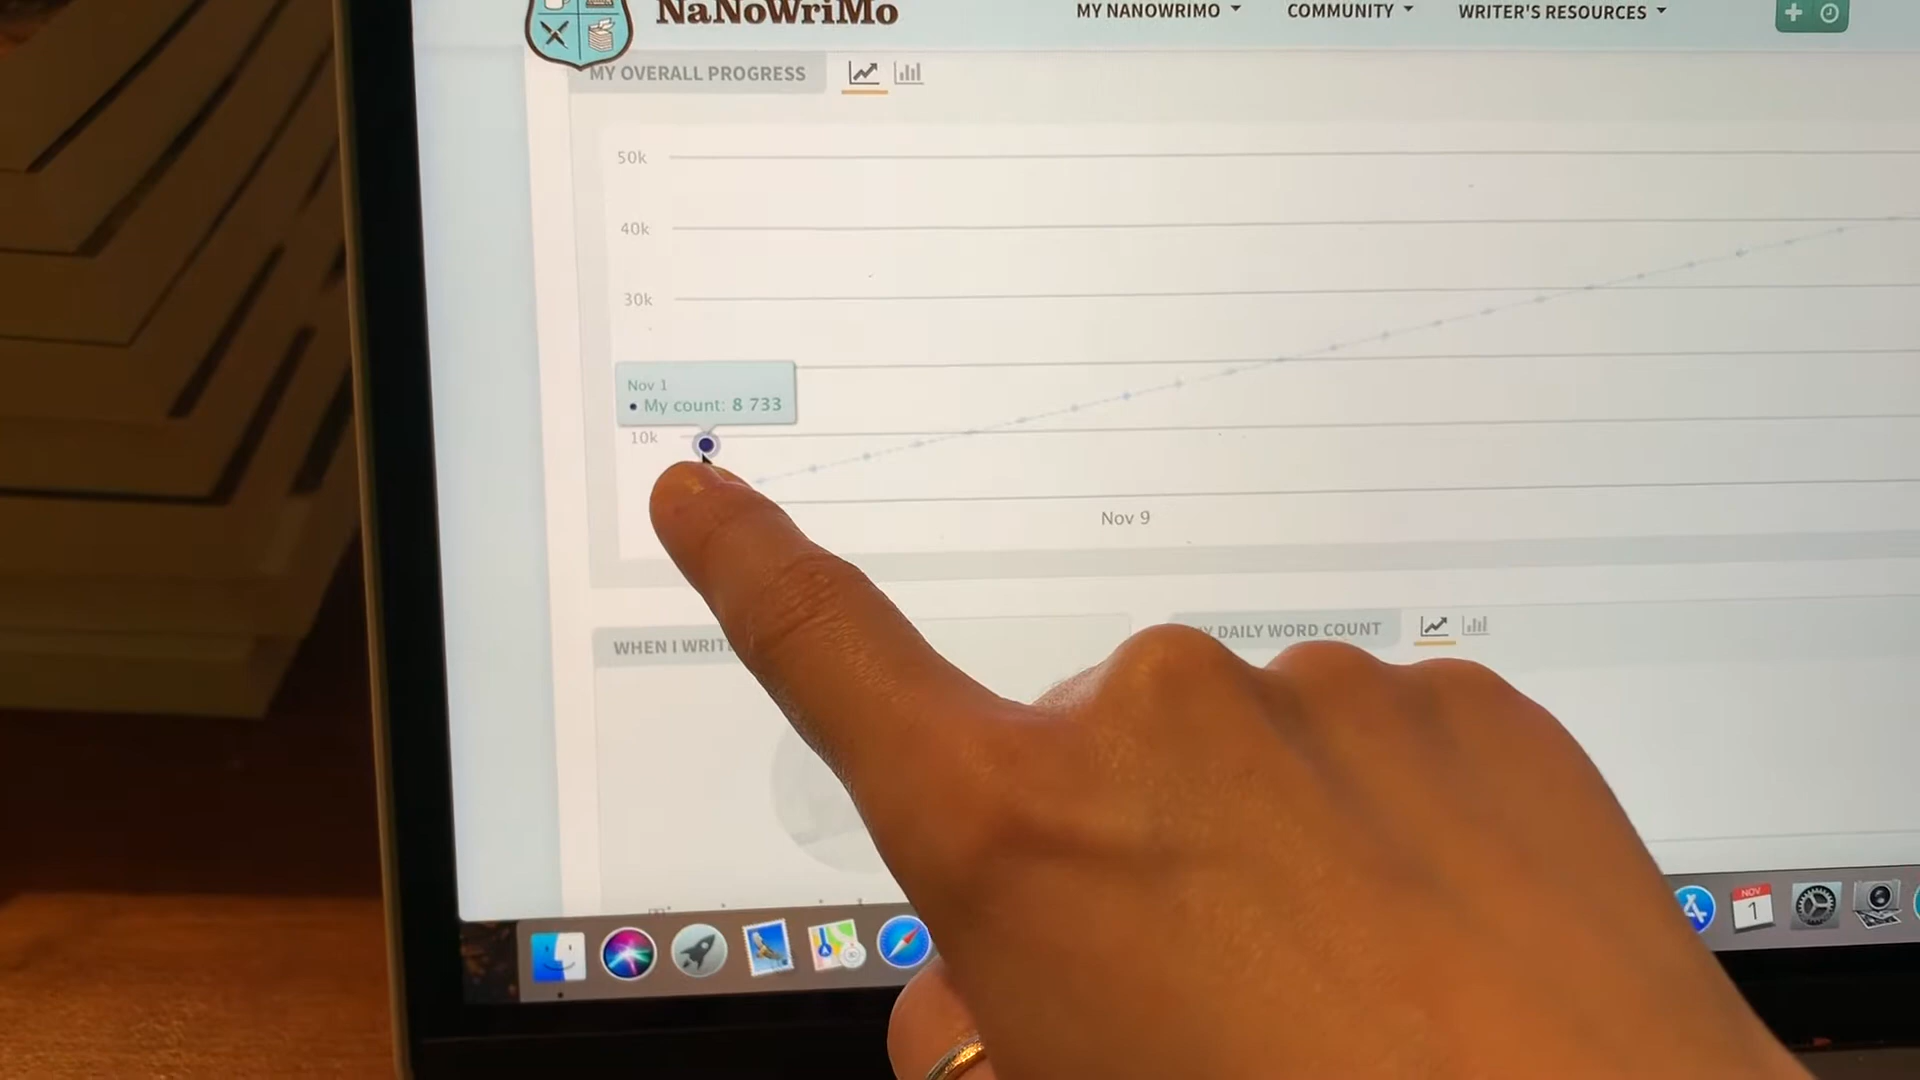 NaNoWriMo
MY NANOWRIMO
COMMUNITY
WRITER'S RESOURCES
MY OVERALL PROGRESS
50k
40k
30k
Nov 1
My count: 8 733
10k
Nov 9
WHEN I WRIT
DAILY WORD COUNT
NOV
1